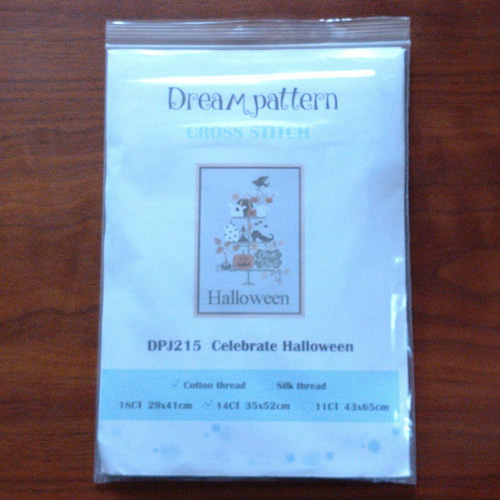 Dream pattern
CROSS STITCH
Halloween
DPJ215 Celebrate Halloween
✓ Cotton thread Silk thread
18CT 29x41cm ✓ 14CT 35x52cm 11CT 43x65cm